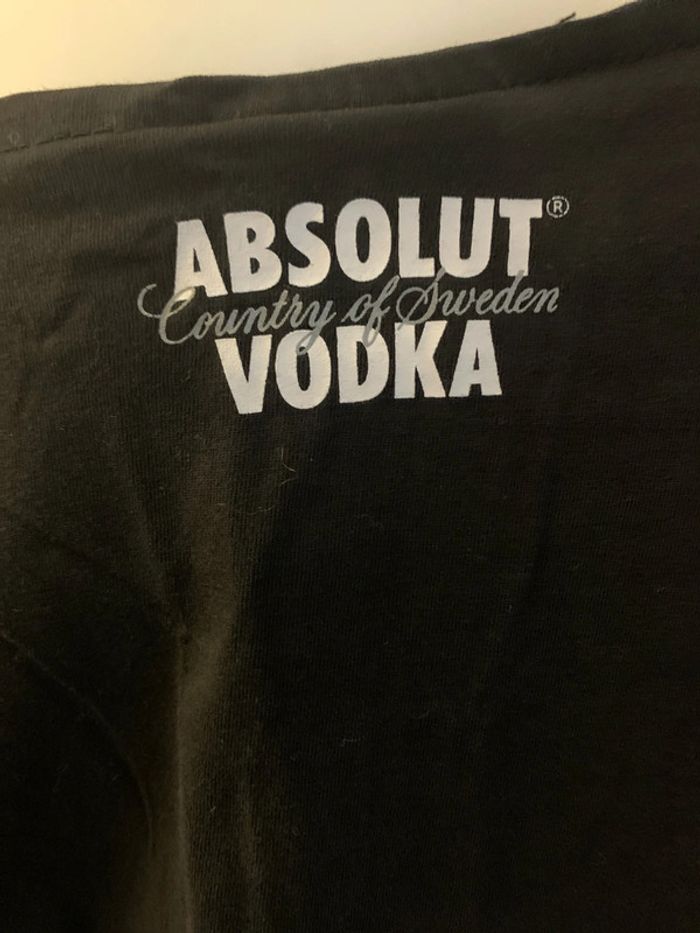 ABSOLUT®
Country of Sweden
VODKA